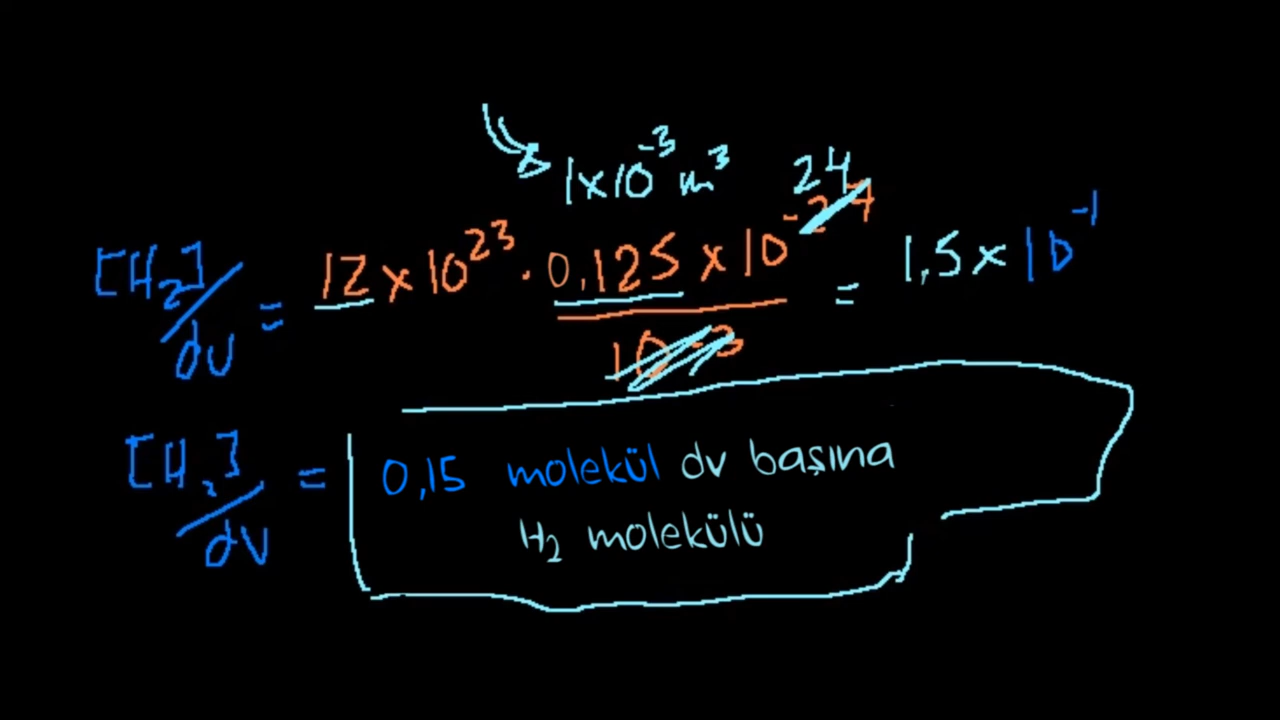 1x10⁻³ m³
[H₂]/dv = 12 x 10²³ · 0,125 x 10⁻²⁷ 24 / 10⁻³ = 1,5 x 10⁻¹
[H₂]/dv = 0,15 molekül dv başına
H₂ molekülü